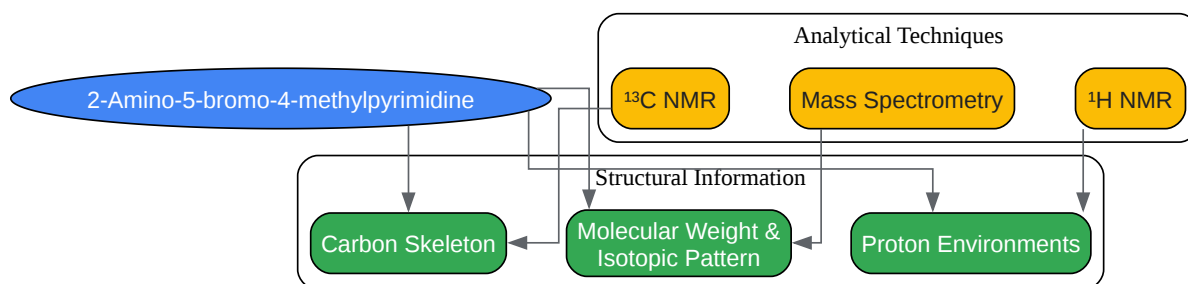 Analytical Techniques
2-Amino-5-bromo-4-methylpyrimidine
¹³C NMR
Mass Spectrometry
¹H NMR
Structural Information
Carbon Skeleton
Molecular Weight &
Isotopic Pattern
Proton Environments